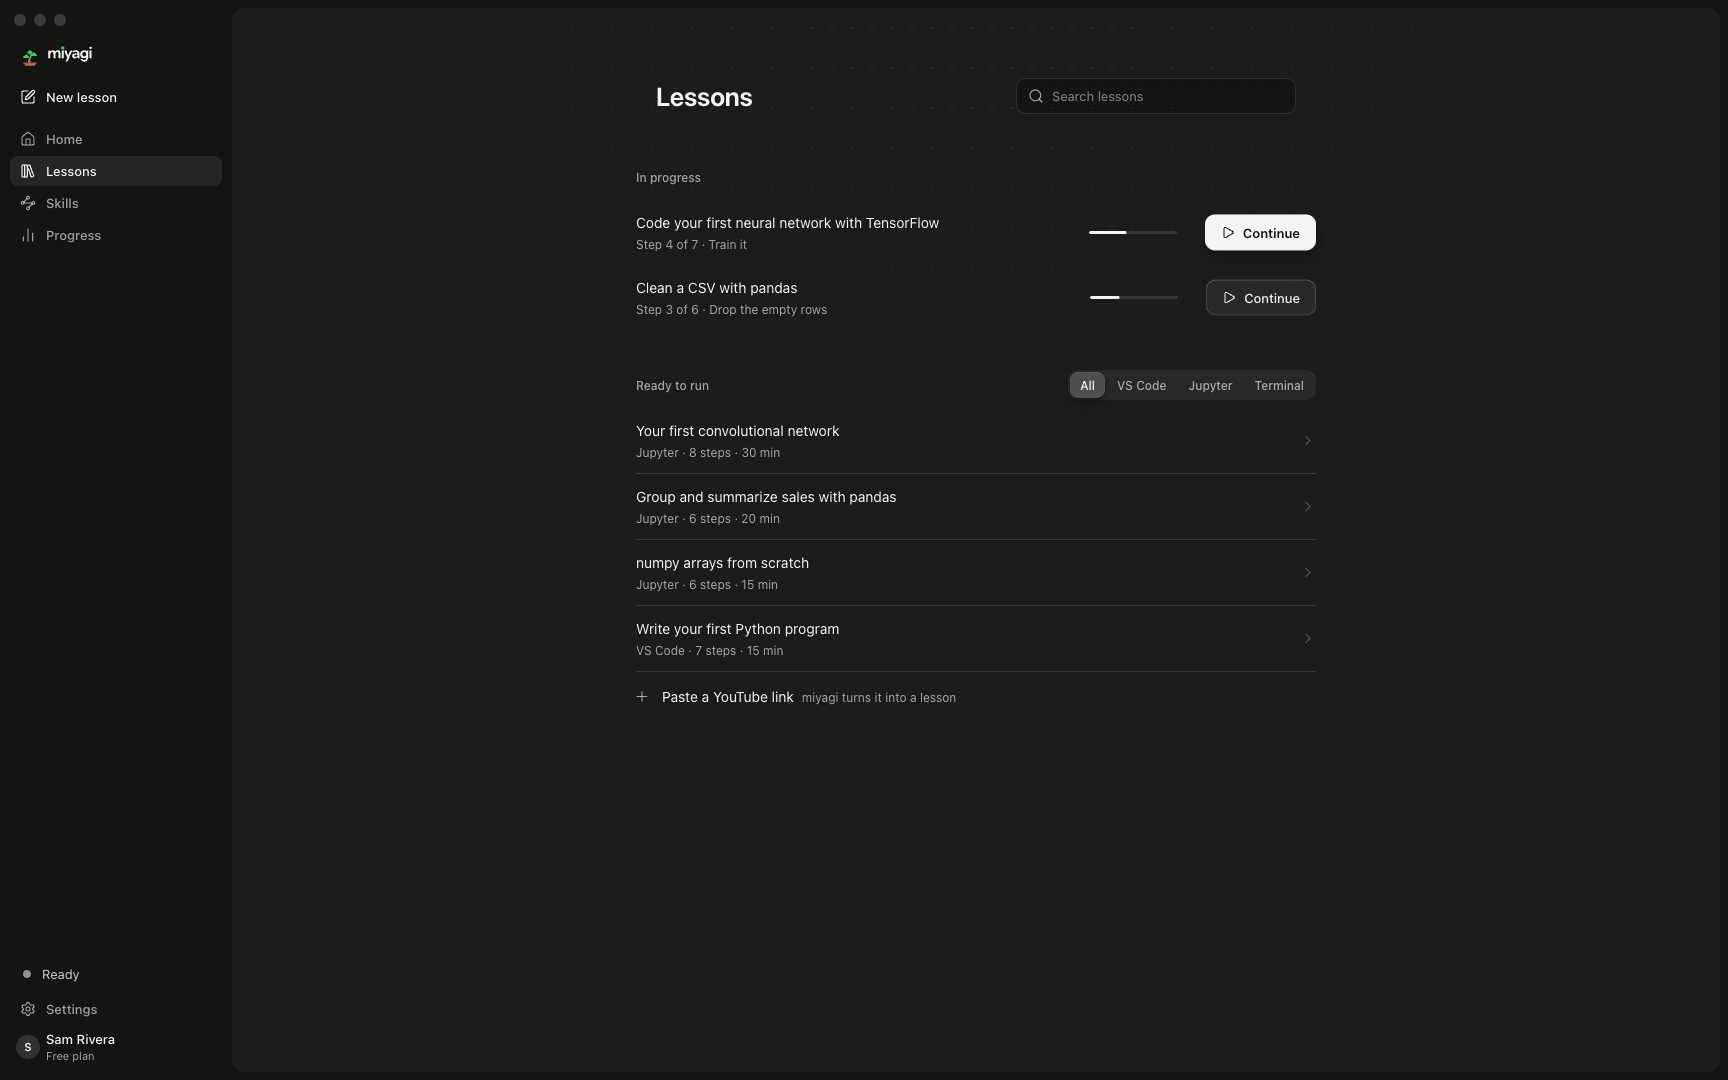 miyagi
New lesson
Home
Lessons
Skills
Progress
Ready
Settings
S
Sam Rivera
Free plan
Lessons
Search lessons
In progress
Code your first neural network with TensorFlow
Step 4 of 7 · Train it
Continue
Clean a CSV with pandas
Step 3 of 6 · Drop the empty rows
Continue
Ready to run
All
VS Code
Jupyter
Terminal
Your first convolutional network
Jupyter · 8 steps · 30 min
Group and summarize sales with pandas
Jupyter · 6 steps · 20 min
numpy arrays from scratch
Jupyter · 6 steps · 15 min
Write your first Python program
VS Code · 7 steps · 15 min
Paste a YouTube link miyagi turns it into a lesson